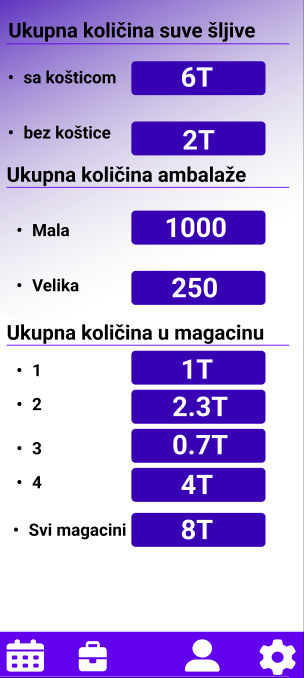 Ukupna količina suve šljive
• sa košticom 6T
• bez koštice 2T
Ukupna količina ambalaže
• Mala 1000
• Velika 250
Ukupna količina u magacinu
• 1 1T
• 2 2.3T
• 3 0.7T
• 4 4T
• Svi magacini 8T